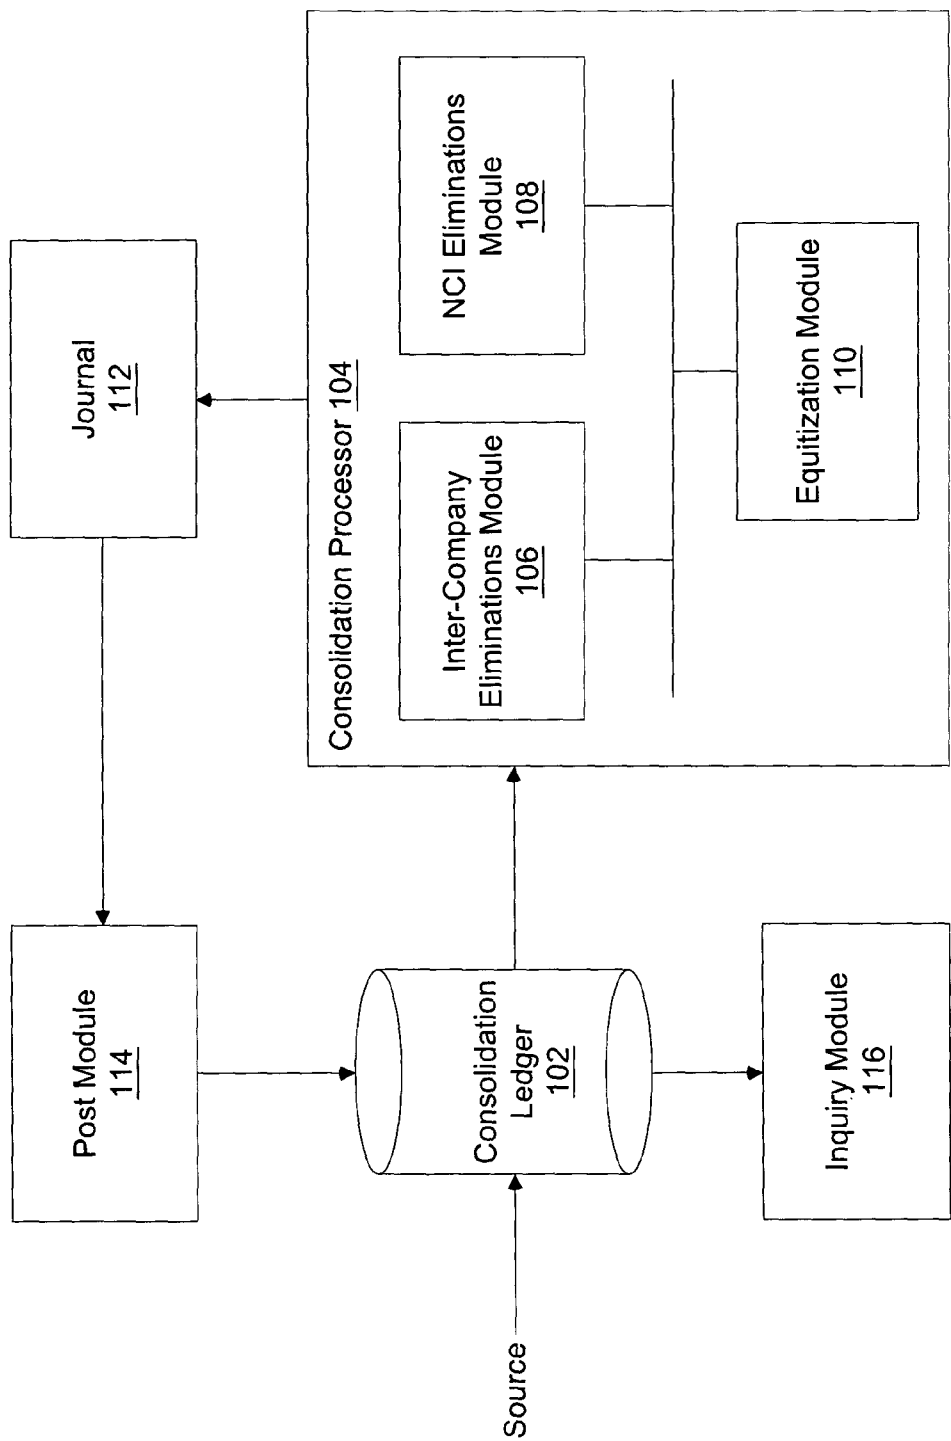 Post Module
114
Journal
112
Source
Consolidation
Ledger
102
Consolidation Processor 104
Inter-Company
Eliminations Module
106
NCI Eliminations
Module
108
Equitization Module
110
Inquiry Module
116